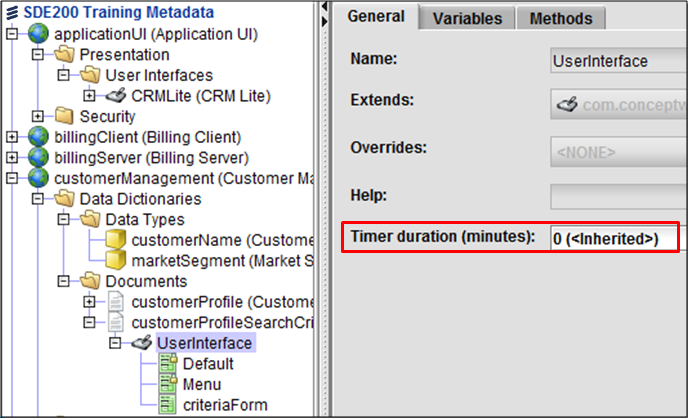 SDE200 Training Metadata
applicationUI (Application UI)
Presentation
User Interfaces
CRMLite (CRM Lite)
Security
billingClient (Billing Client)
billingServer (Billing Server)
customerManagement (Customer Ma
Data Dictionaries
Data Types
customerName (Custome
marketSegment (Market S
Documents
customerProfile (Custome
customerProfileSearchCri
UserInterface
Default
Menu
criteriaForm
General Variables Methods
Name: UserInterface
Extends: com.conceptw
Overrides: <NONE>
Help:
Timer duration (minutes): 0 (<Inherited>)